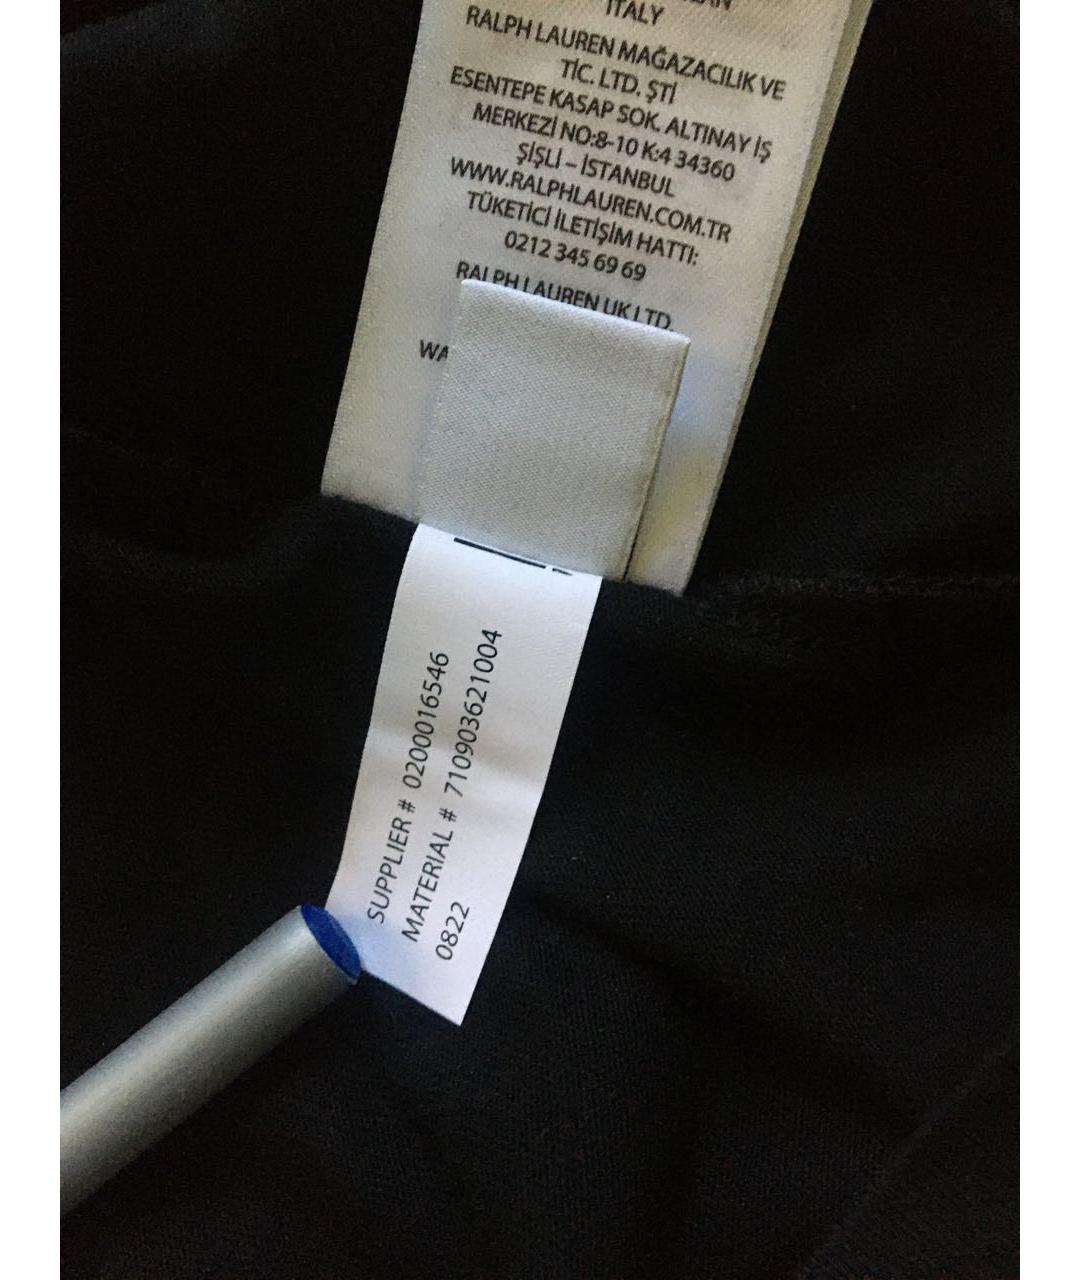 ITALY
RALPH LAUREN MAĞAZACILIK VE
TİC. LTD. ŞTİ
ESENTEPE KASAP SOK. ALTINAY İŞ
MERKEZİ NO:8-10 K:4 34360
ŞİŞLİ – İSTANBUL
WWW.RALPHLAUREN.COM.TR
TÜKETİCİ İLETİŞİM HATTI:
0212 345 69 69
RALPH LAUREN UK LTD.
SUPPLIER # 0200016546
MATERIAL # 710903621004
0822